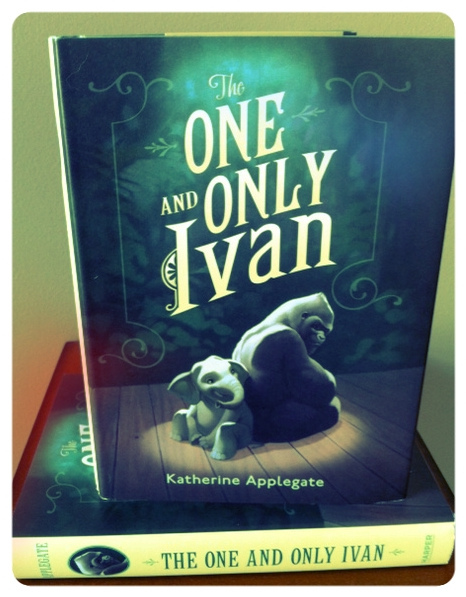 The
ONE
AND ONLY
Ivan
Katherine Applegate
The
ONE
APPLEGATE
THE ONE AND ONLY IVAN
HARPER